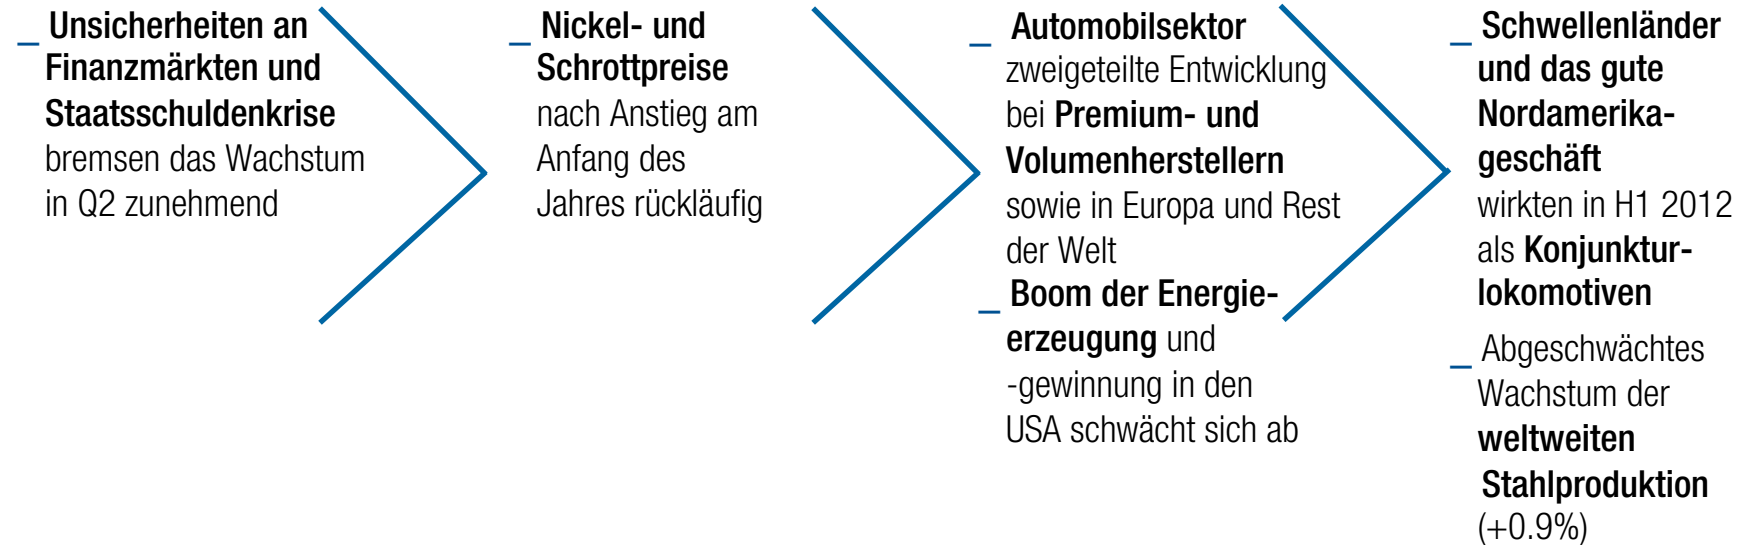 _ Unsicherheiten an
Finanzmärkten und
Staatsschuldenkrise
bremsen das Wachstum
in Q2 zunehmend
_ Nickel- und
Schrottpreise
nach Anstieg am
Anfang des
Jahres rückläufig
_ Automobilsektor
zweigeteilte Entwicklung
bei Premium- und
Volumenherstellern
sowie in Europa und Rest
der Welt
_ Boom der Energie-
erzeugung und
-gewinnung in den
USA schwächt sich ab
_ Schwellenländer
und das gute
Nordamerika-
geschäft
wirkten in H1 2012
als Konjunktur-
lokomotiven
_ Abgeschwächtes
Wachstum der
weltweiten
Stahlproduktion
(+0.9%)